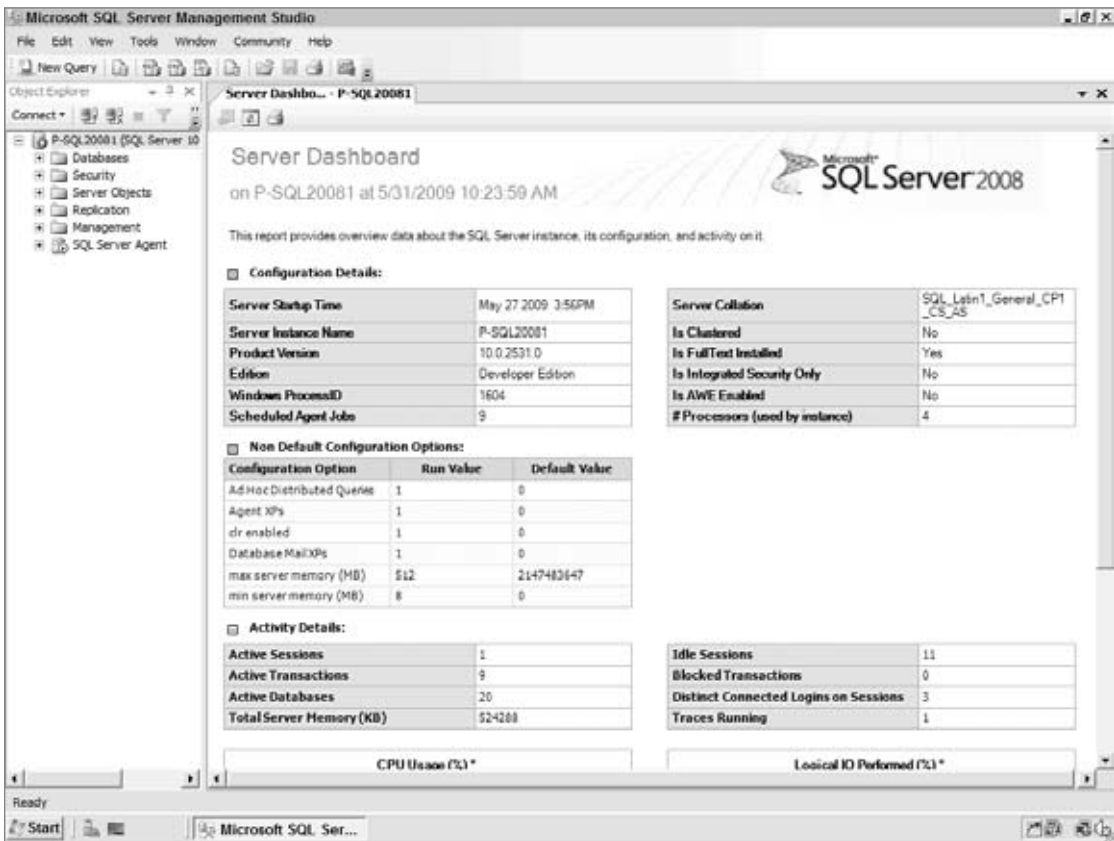 Microsoft SQL Server Management Studio
File Edit View Tools Window Community Help
New Query
Object Explorer
Connect
P-SQL20081 (SQL Server 10
Databases
Security
Server Objects
Replication
Management
SQL Server Agent
Server Dashbo... - P-SQL20081
Server Dashboard
on P-SQL20081 at 5/31/2009 10:23:59 AM
Microsoft®
SQL Server 2008
This report provides overview data about the SQL Server instance, its configuration, and activity on it.
Configuration Details:
Server Startup Time May 27 2009 3:56PM
Server Instance Name P-SQL20081
Product Version 10.0.2531.0
Edition Developer Edition
Windows ProcessID 1604
Scheduled Agent Jobs 9
Server Collation SQL_Latin1_General_CP1
_CS_AS
Is Clustered No
Is FullText Installed Yes
Is Integrated Security Only No
Is AWE Enabled No
# Processors (used by instance) 4
Non Default Configuration Options:
Configuration Option Run Value Default Value
Ad Hoc Distributed Queries 1 0
Agent XPs 1 0
clr enabled 1 0
Database Mail XPs 1 0
max server memory (MB) 512 2147483647
min server memory (MB) 8 0
Activity Details:
Active Sessions 1
Active Transactions 9
Active Databases 20
Total Server Memory (KB) 524288
Idle Sessions 11
Blocked Transactions 0
Distinct Connected Logins on Sessions 3
Traces Running 1
CPU Usage (%) *
Logical IO Performed (%) *
Ready
Start
Microsoft SQL Ser...